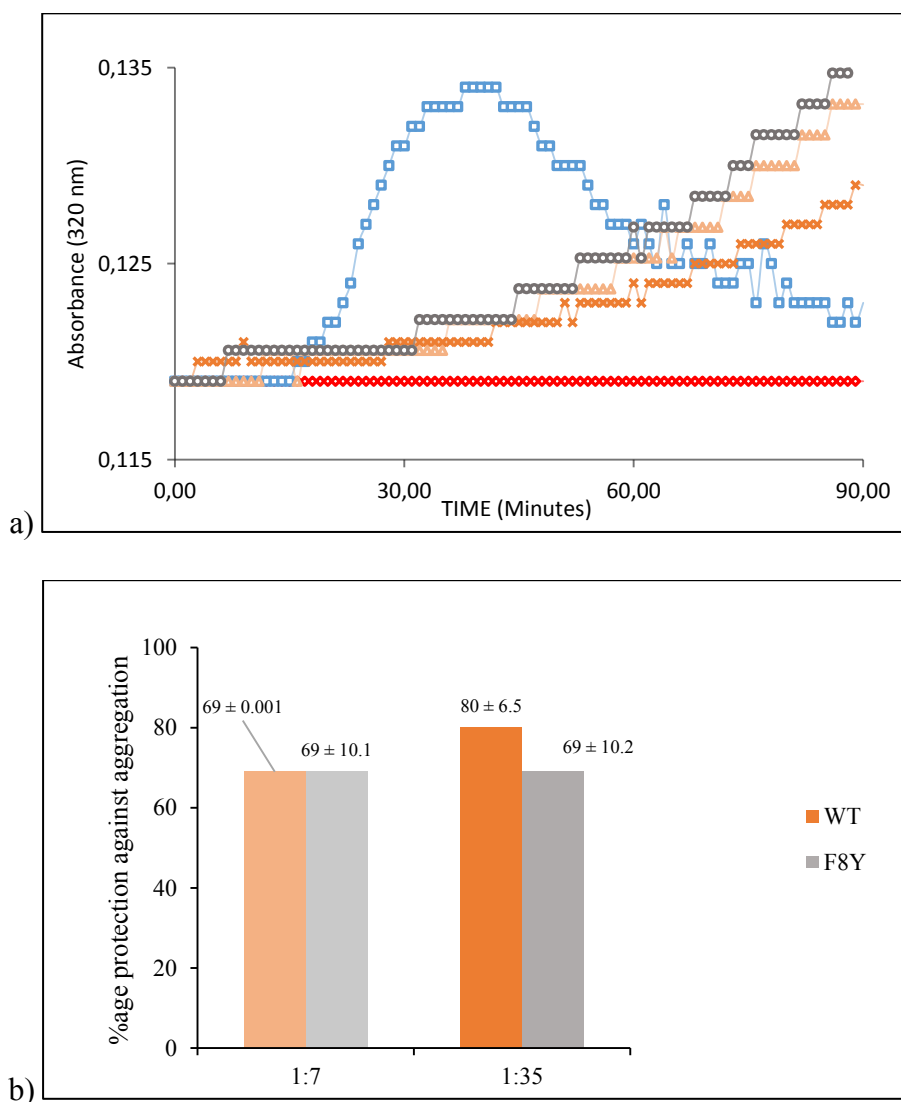 0,135
0,125
0,115
Absorbance (320 nm)
0,00
30,00
60,00
90,00
TIME (Minutes)
a)
100
80
60
40
20
0
%age protection against aggregation
69 ± 0.001
69 ± 10.1
80 ± 6.5
69 ± 10.2
WT
F8Y
1:7
1:35
b)